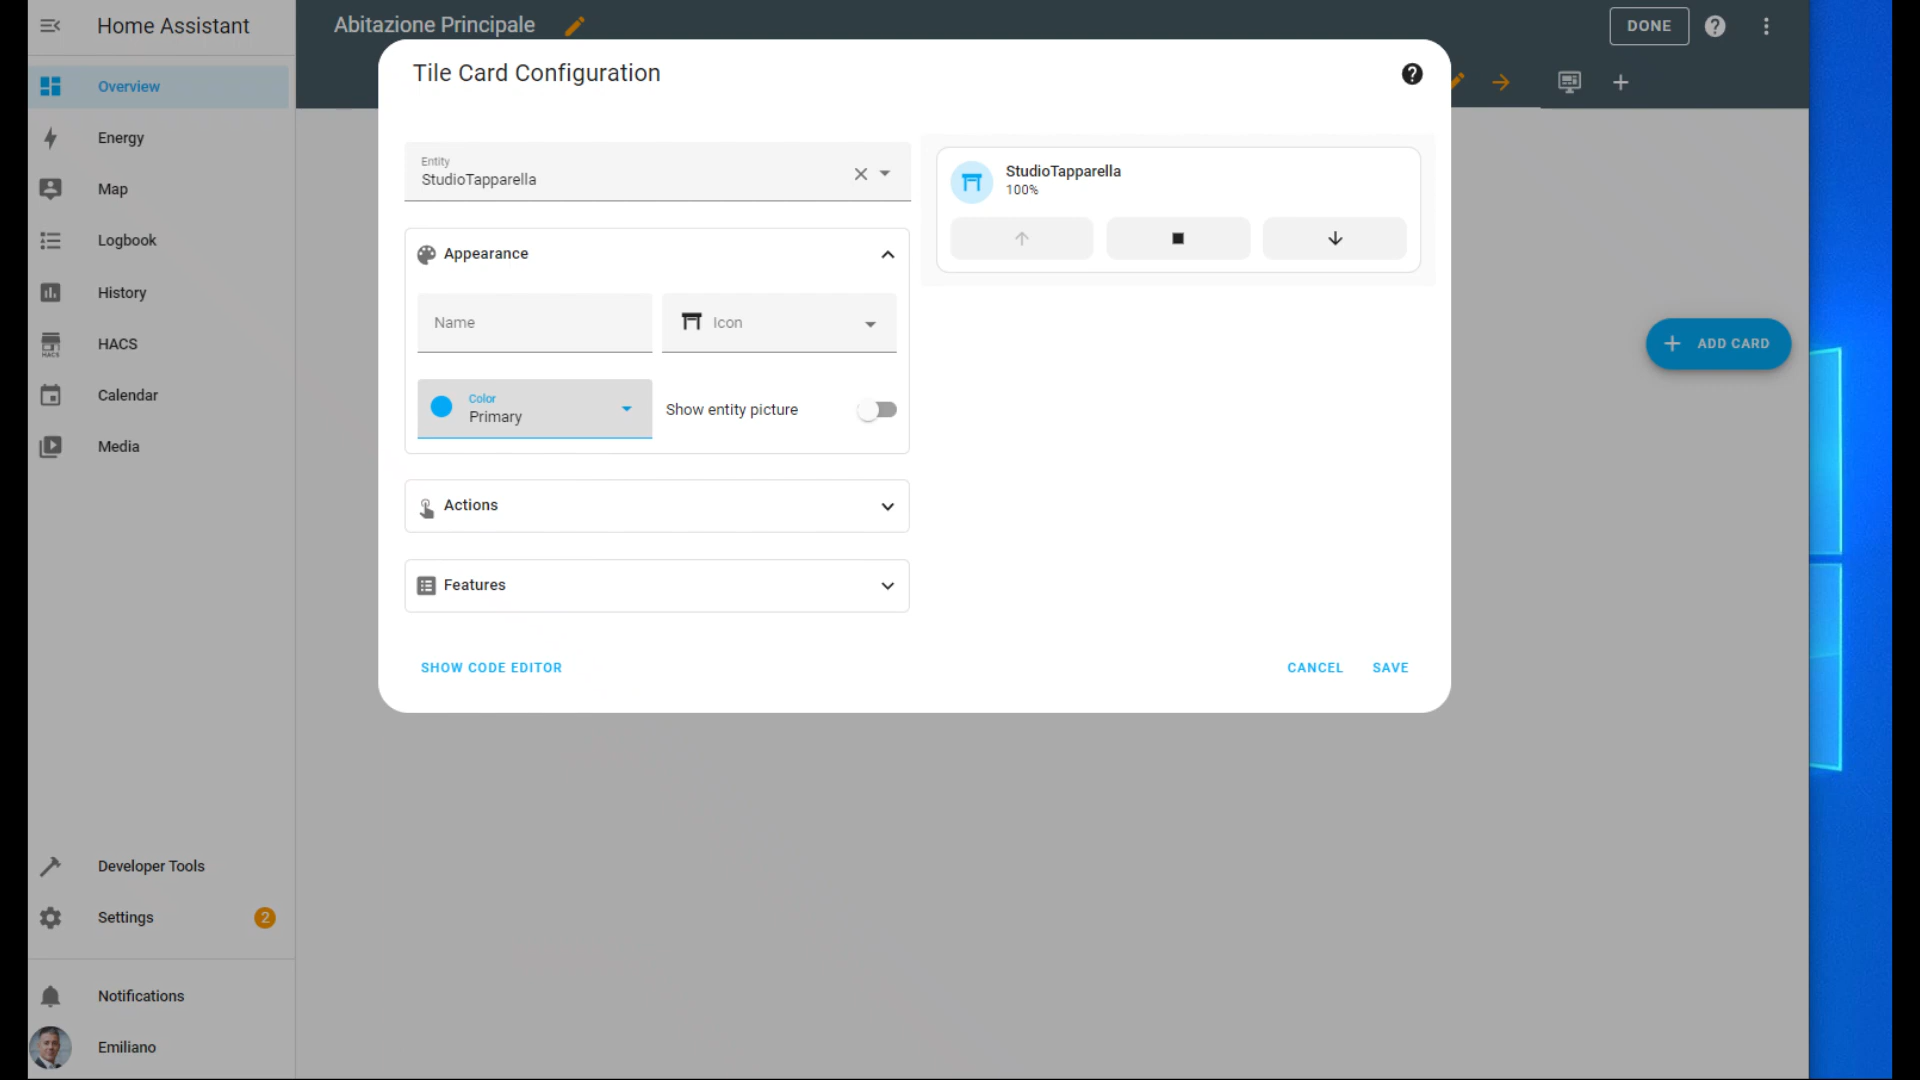 Home Assistant
Abitazione Principale
DONE
Overview
Energy
Map
Logbook
History
HACS
HACS
Calendar
Media
Developer Tools
Settings
2
Notifications
Emiliano
Tile Card Configuration
Entity
StudioTapparella
Appearance
Name
Icon
Color
Primary
Show entity picture
Actions
Features
SHOW CODE EDITOR
CANCEL
SAVE
StudioTapparella
100%
ADD CARD